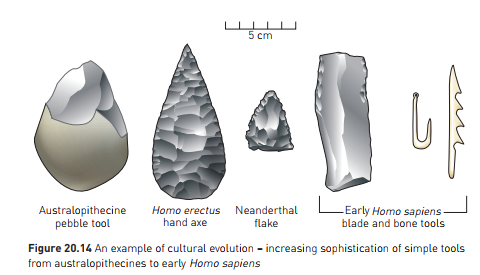 5 cm
Australopithecine
pebble tool
Homo erectus
hand axe
Neanderthal
flake
Early Homo sapiens
blade and bone tools
Figure 20.14 An example of cultural evolution – increasing sophistication of simple tools
from australopithecines to early Homo sapiens